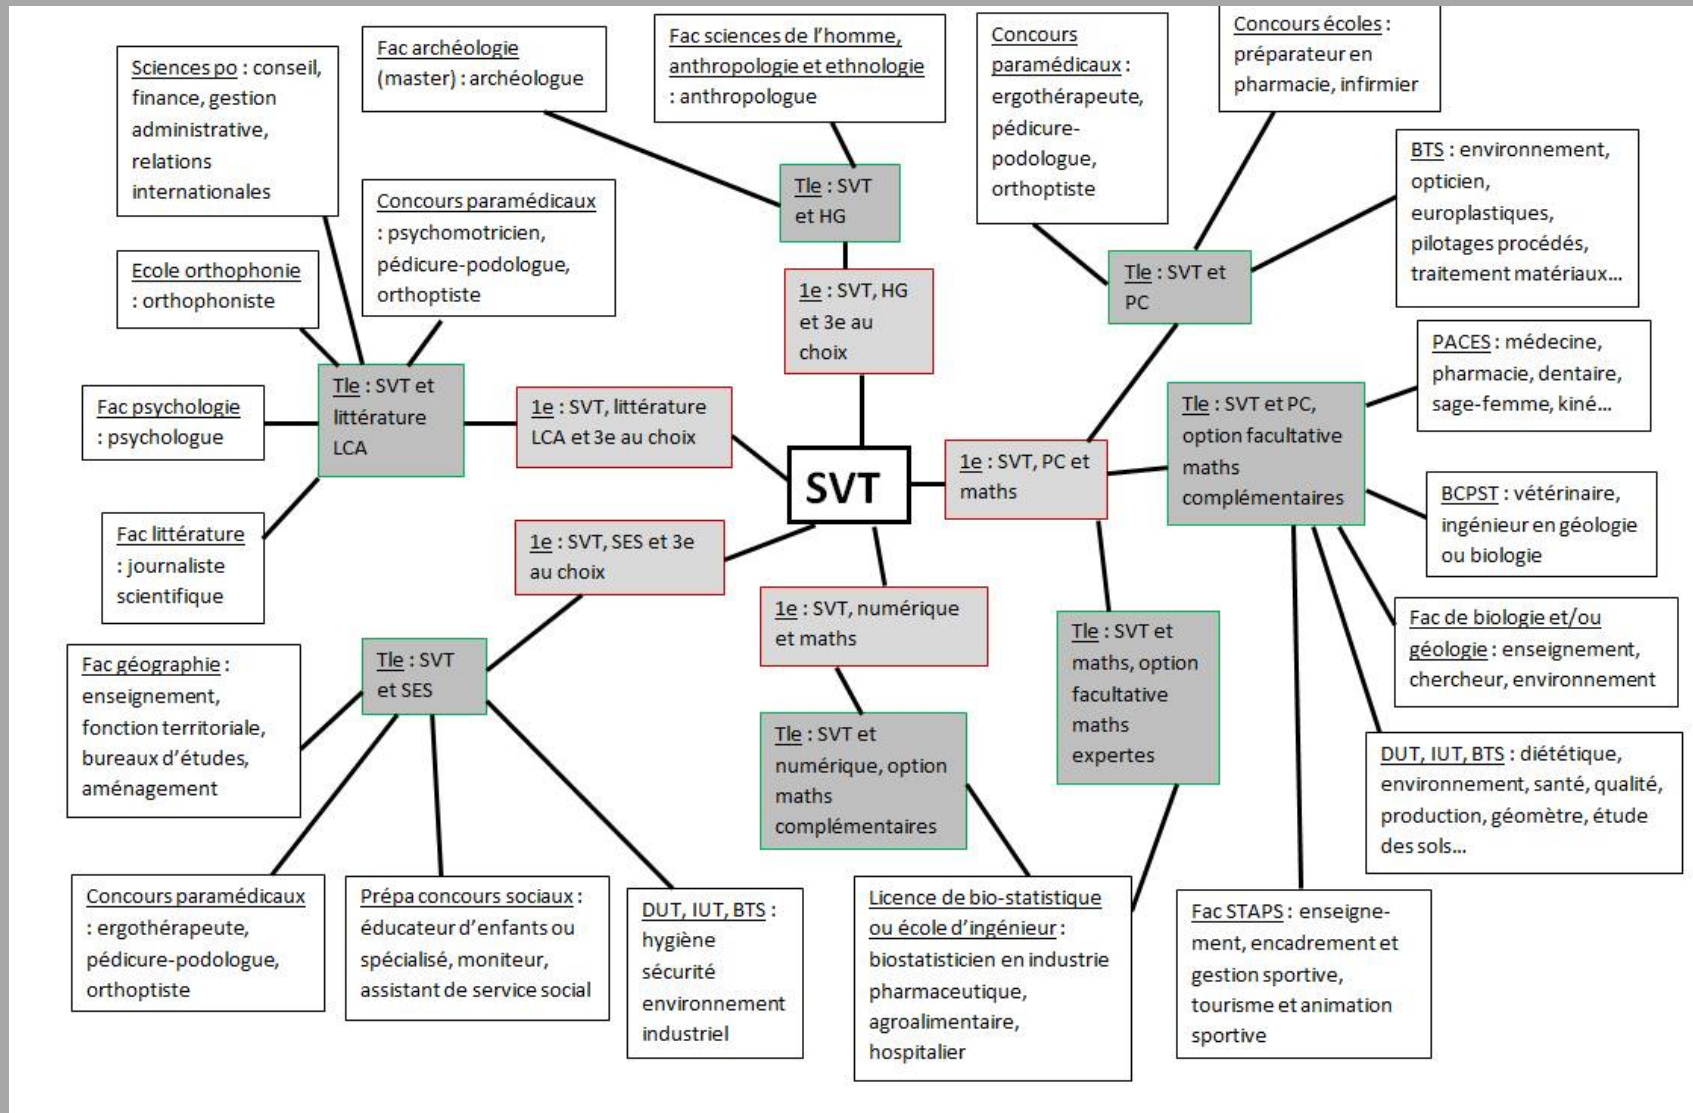 Sciences po : conseil,
finance, gestion
administrative,
relations
internationales
Fac archéologie
(master) : archéologue
Fac sciences de l'homme,
anthropologie et ethnologie
: anthropologue
Concours
paramédicaux :
ergothérapeute,
pédicure-
podologue,
orthoptiste
Concours écoles :
préparateur en
pharmacie, infirmier
BTS : environnement,
opticien,
europlastiques,
pilotages procédés,
traitement matériaux...
Ecole orthophonie
: orthophoniste
Concours paramédicaux
: psychomotricien,
pédicure-podologue,
orthoptiste
Tle : SVT
et HG
1e : SVT, HG
et 3e au
choix
Tle : SVT et
PC
PACES : médecine,
pharmacie, dentaire,
sage-femme, kiné...
Fac psychologie
: psychologue
Tle : SVT et
littérature
LCA
1e : SVT, littérature
LCA et 3e au choix
SVT
1e : SVT, PC et
maths
Tle : SVT et PC,
option facultative
maths
complémentaires
BCPST : vétérinaire,
ingénieur en géologie
ou biologie
Fac littérature
: journaliste
scientifique
1e : SVT, SES et 3e
au choix
1e : SVT, numérique
et maths
Tle : SVT et
maths, option
facultative
maths
expertes
Fac de biologie et/ou
géologie : enseignement,
chercheur, environnement
Fac géographie :
enseignement,
fonction territoriale,
bureaux d'études,
aménagement
Tle : SVT
et SES
Tle : SVT et
numérique, option
maths
complémentaires
DUT, IUT, BTS : diététique,
environnement, santé, qualité,
production, géomètre, étude
des sols...
Concours paramédicaux
: ergothérapeute,
pédicure-podologue,
orthoptiste
Prépa concours sociaux :
éducateur d'enfants ou
spécialisé, moniteur,
assistant de service social
DUT, IUT, BTS :
hygiène
sécurité
environnement
industriel
Licence de bio-statistique
ou école d'ingénieur :
biostatisticien en industrie
pharmaceutique,
agroalimentaire,
hospitalier
Fac STAPS : enseigne-
ment, encadrement et
gestion sportive,
tourisme et animation
sportive